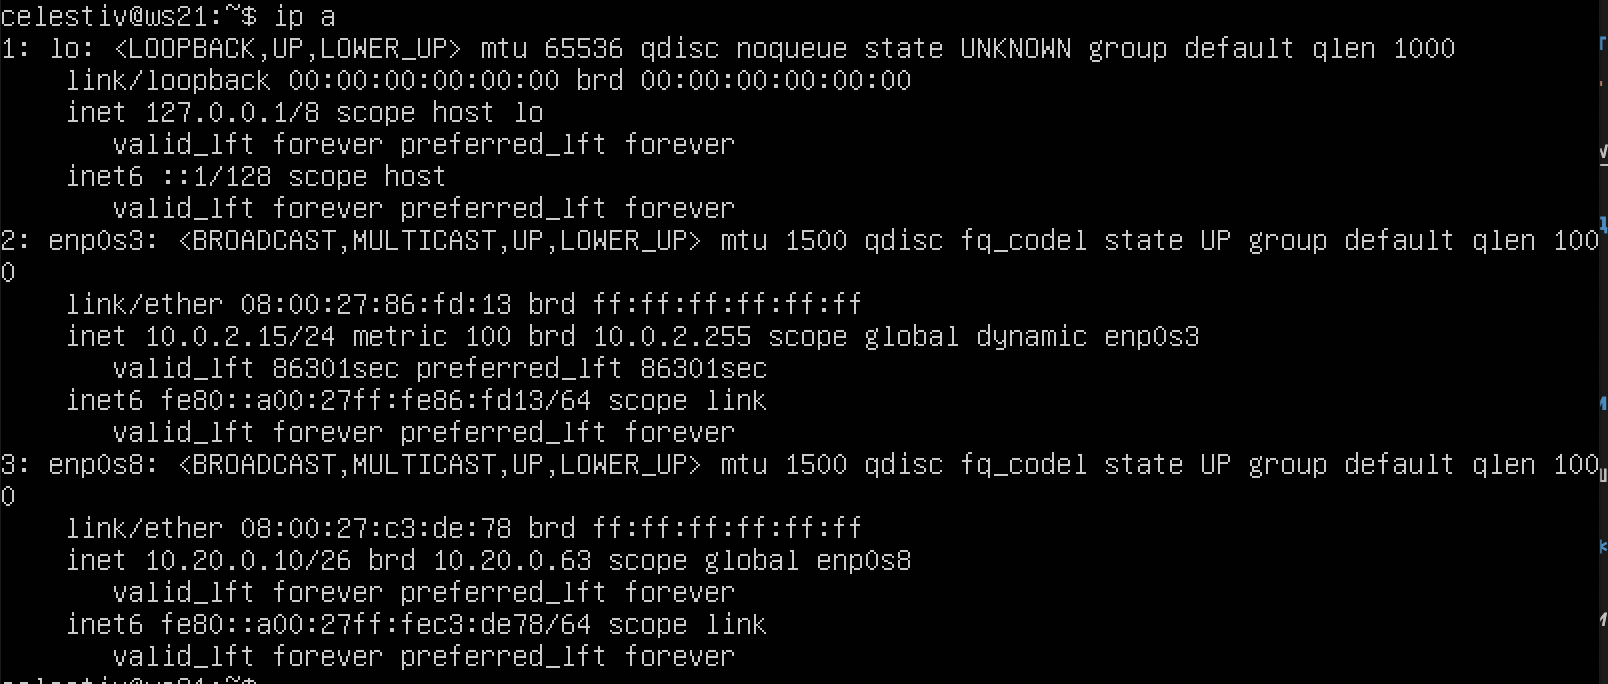 celestiv@ws21:~$ ip a
1: lo: <LOOPBACK,UP,LOWER_UP> mtu 65536 qdisc noqueue state UNKNOWN group default qlen 1000
    link/loopback 00:00:00:00:00:00 brd 00:00:00:00:00:00
    inet 127.0.0.1/8 scope host lo
       valid_lft forever preferred_lft forever
    inet6 ::1/128 scope host
       valid_lft forever preferred_lft forever
2: enp0s3: <BROADCAST,MULTICAST,UP,LOWER_UP> mtu 1500 qdisc fq_codel state UP group default qlen 100
0
    link/ether 08:00:27:86:fd:13 brd ff:ff:ff:ff:ff:ff
    inet 10.0.2.15/24 metric 100 brd 10.0.2.255 scope global dynamic enp0s3
       valid_lft 86301sec preferred_lft 86301sec
    inet6 fe80::a00:27ff:fe86:fd13/64 scope link
       valid_lft forever preferred_lft forever
3: enp0s8: <BROADCAST,MULTICAST,UP,LOWER_UP> mtu 1500 qdisc fq_codel state UP group default qlen 100
0
    link/ether 08:00:27:c3:de:78 brd ff:ff:ff:ff:ff:ff
    inet 10.20.0.10/26 brd 10.20.0.63 scope global enp0s8
       valid_lft forever preferred_lft forever
    inet6 fe80::a00:27ff:fec3:de78/64 scope link
       valid_lft forever preferred_lft forever
celestiv@ws21:~$